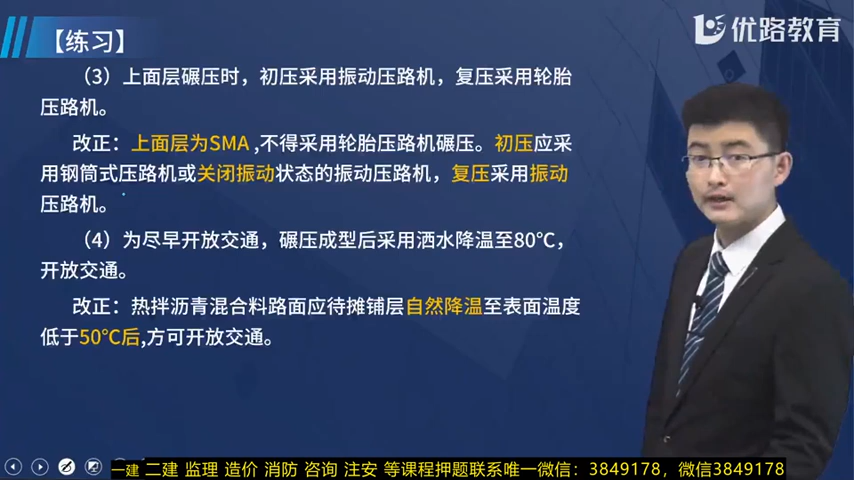 【练习】
优路教育
（3）上面层碾压时，初压采用振动压路机，复压采用轮胎
压路机。
改正：上面层为SMA ,不得采用轮胎压路机碾压。初压应采
用钢筒式压路机或关闭振动状态的振动压路机，复压采用振动
压路机。
（4）为尽早开放交通，碾压成型后采用洒水降温至80℃，
开放交通。
改正：热拌沥青混合料路面应待摊铺层自然降温至表面温度
低于50℃后,方可开放交通。
一建 二建 监理 造价 消防 咨询 注安 等课程押题联系唯一微信：3849178，微信3849178